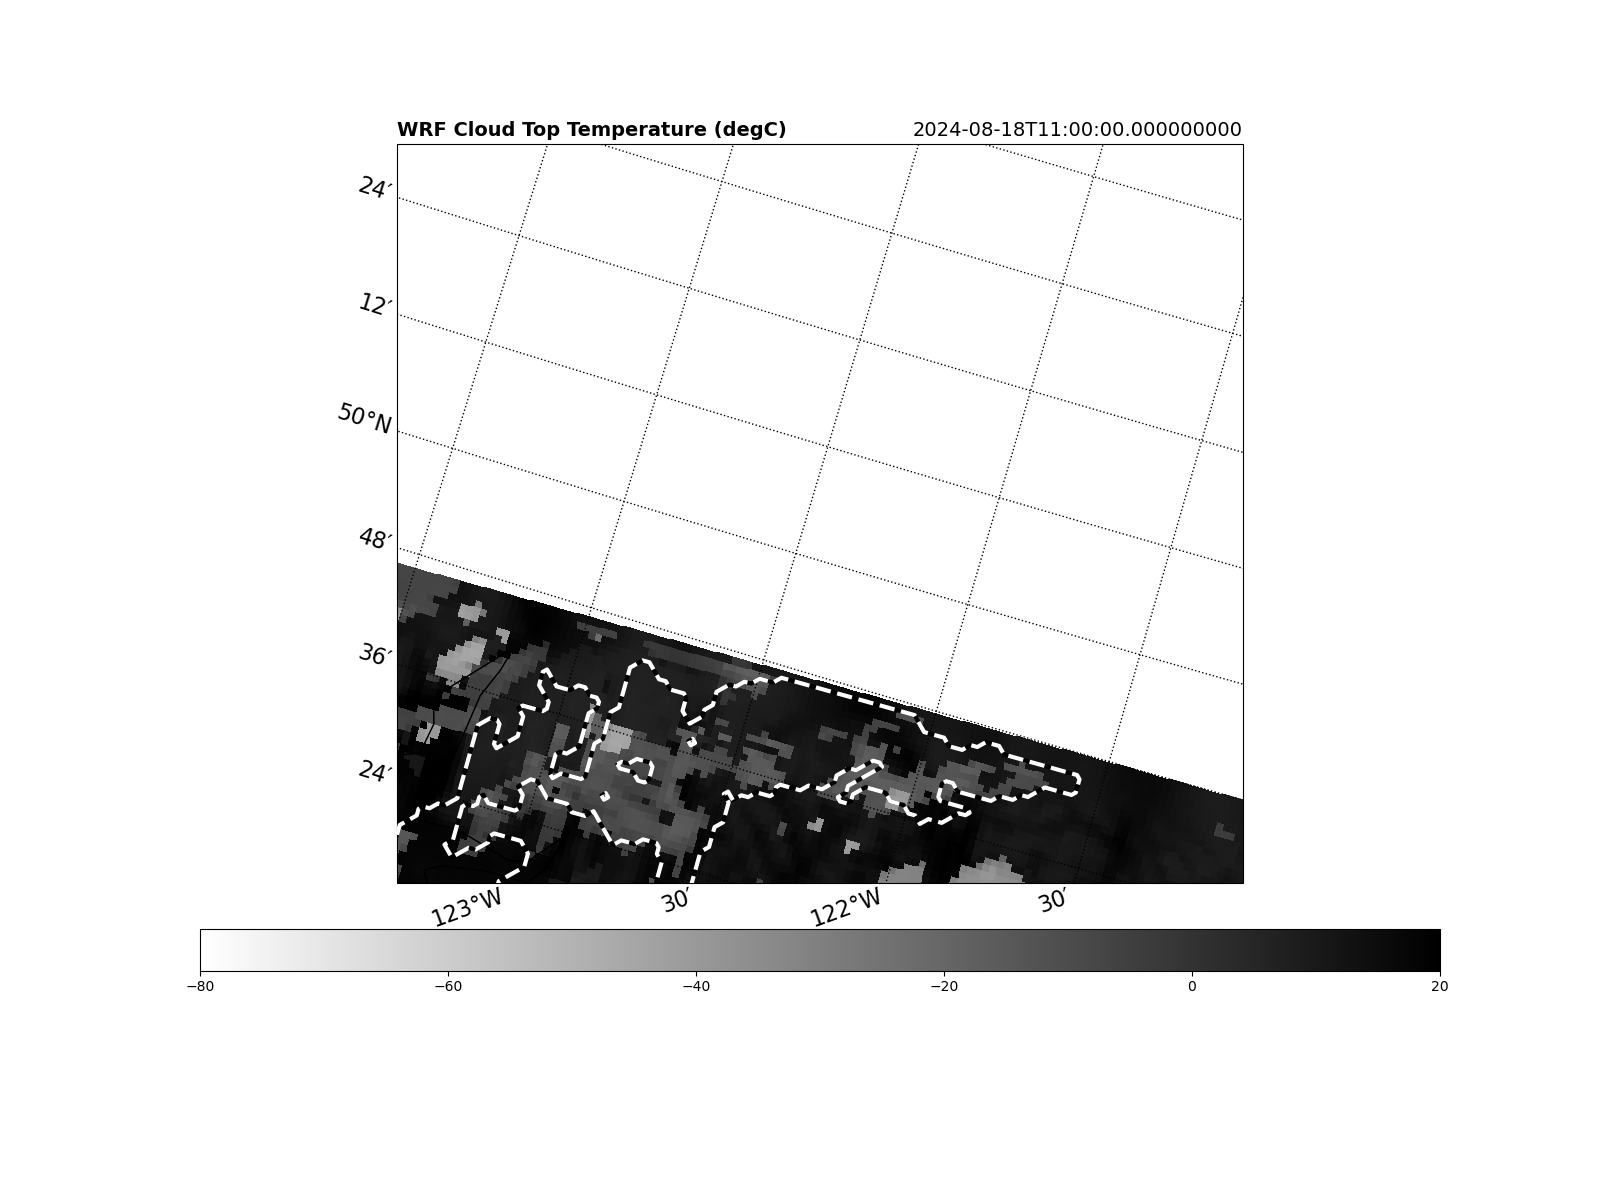 WRF Cloud Top Temperature (degC) 2024-08-18T11:00:00.000000000
24′
12′
50°N
48′
36′
24′
123°W 30′ 122°W 30′
−80 −60 −40 −20 0 20